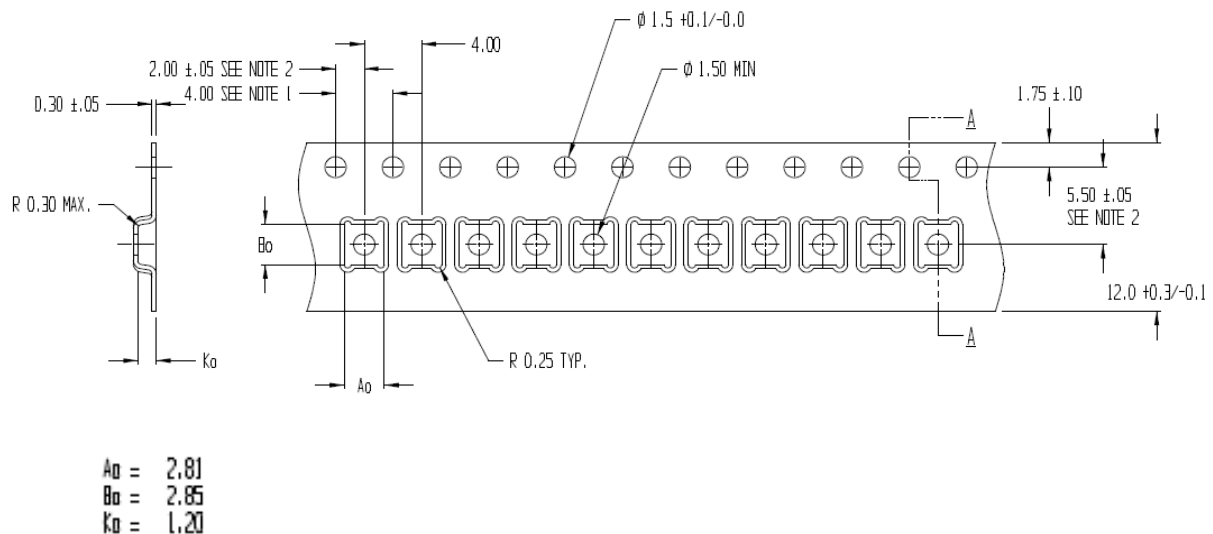 ϕ 1.5 +0.1/-0.0
4.00
2.00 ±.05 SEE NOTE 2
ϕ 1.50 MIN
4.00 SEE NOTE 1
0.30 ±.05
1.75 ±.10
A
R 0.30 MAX.
5.50 ±.05
SEE NOTE 2
Bo
12.0 +0.3/-0.1
A
Ko
R 0.25 TYP.
Ao
Ao = 2.81
Bo = 2.85
Ko = 1.20